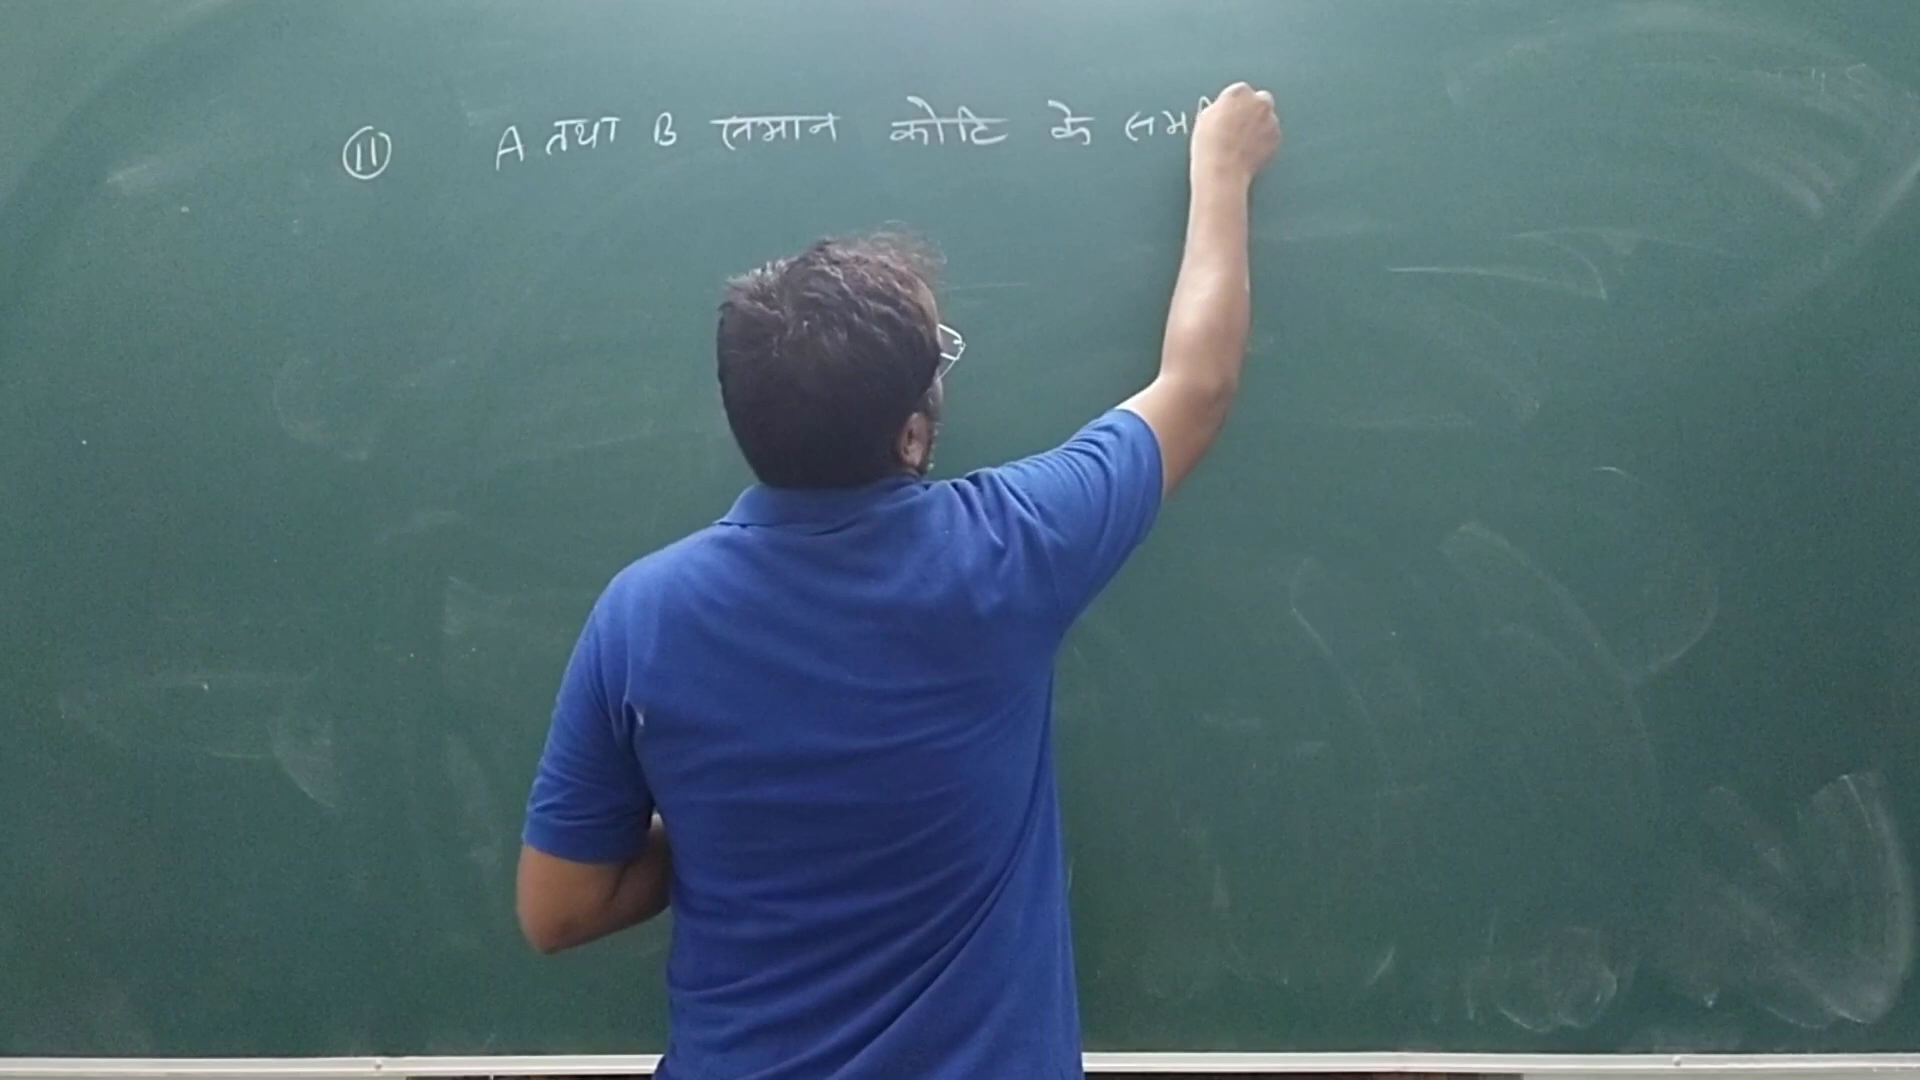 ⑪ A तथा B समान कोटि के सम